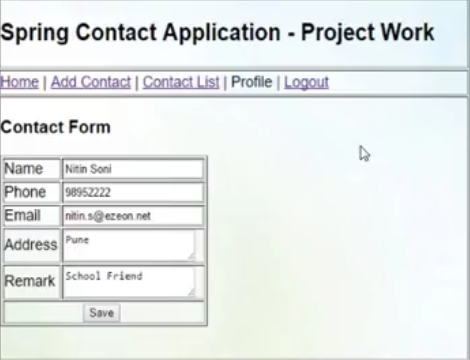 Spring Contact Application - Project Work
Home | Add Contact | Contact List | Profile | Logout
Contact Form
Name Nitin Soni
Phone 98952222
Email nitin.s@ezeon.net
Address Pune
Remark School Friend
Save